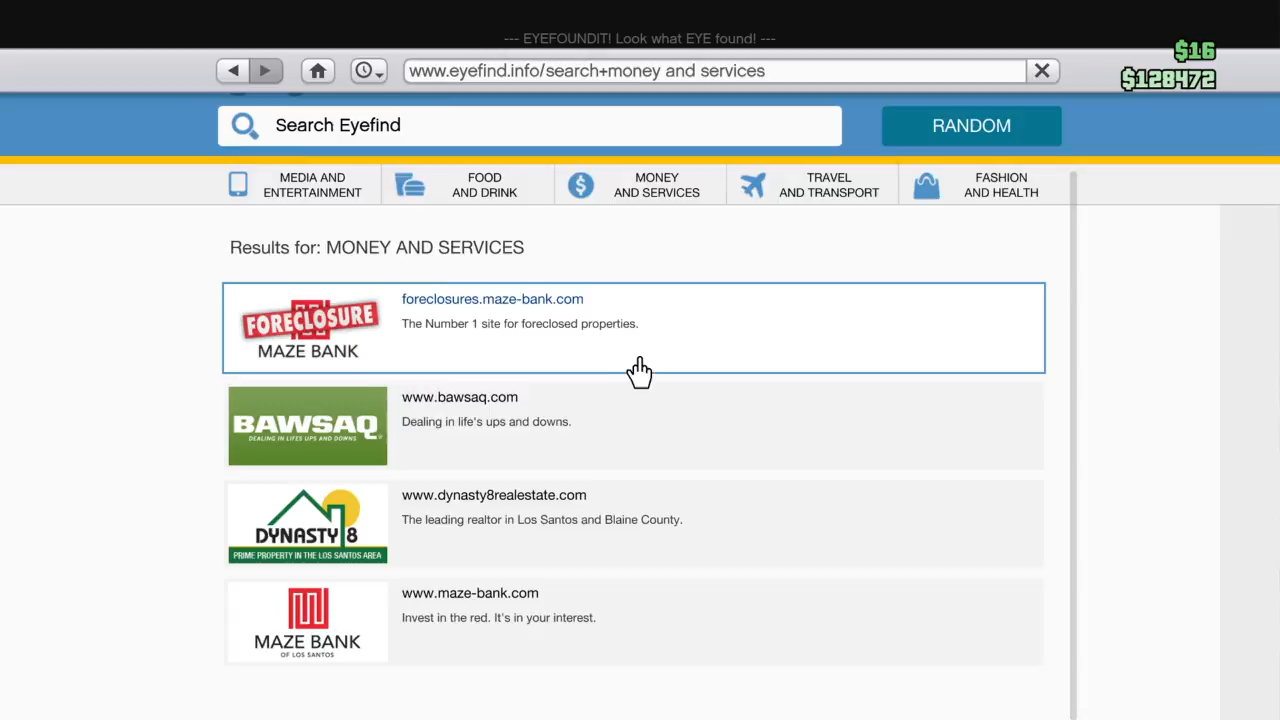 --- EYEFOUNDIT! Look what EYE found! ---
$16
www.eyefind.info/search+money and services
$128472
Search Eyefind
RANDOM
MEDIA AND
ENTERTAINMENT
FOOD
AND DRINK
MONEY
AND SERVICES
TRAVEL
AND TRANSPORT
FASHION
AND HEALTH
Results for: MONEY AND SERVICES
FORECLOSURE
MAZE BANK
foreclosures.maze-bank.com
The Number 1 site for foreclosed properties.
BAWSAQ
DEALING IN LIFES UPS AND DOWNS
www.bawsaq.com
Dealing in life's ups and downs.
DYNASTY 8
PRIME PROPERTY IN THE LOS SANTOS AREA
www.dynasty8realestate.com
The leading realtor in Los Santos and Blaine County.
MAZE BANK
OF LOS SANTOS
www.maze-bank.com
Invest in the red. It's in your interest.